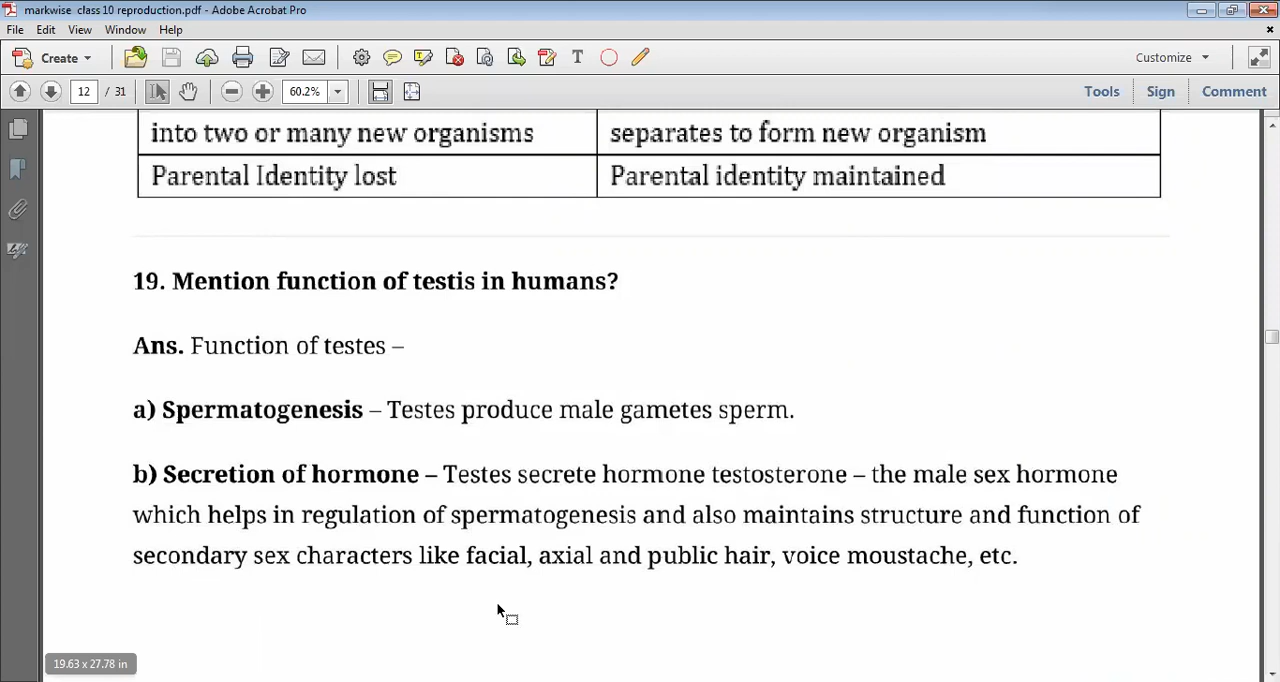 markwise class 10 reproduction.pdf - Adobe Acrobat Pro
File Edit View Window Help
Create Customize
12 / 31 60.2% Tools Sign Comment
into two or many new organisms separates to form new organism
Parental Identity lost Parental identity maintained
19. Mention function of testis in humans?
Ans. Function of testes –
a) Spermatogenesis – Testes produce male gametes sperm.
b) Secretion of hormone – Testes secrete hormone testosterone – the male sex hormone
which helps in regulation of spermatogenesis and also maintains structure and function of
secondary sex characters like facial, axial and public hair, voice moustache, etc.
19.63 x 27.78 in